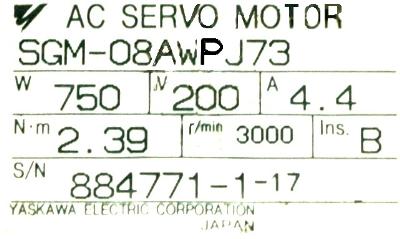 AC SERVO MOTOR
SGM-08AWPJ73
W 750 V 200 A 4.4
N·m 2.39 r/min 3000 Ins. B
S/N 884771-1-17
YASKAWA ELECTRIC CORPORATION
JAPAN